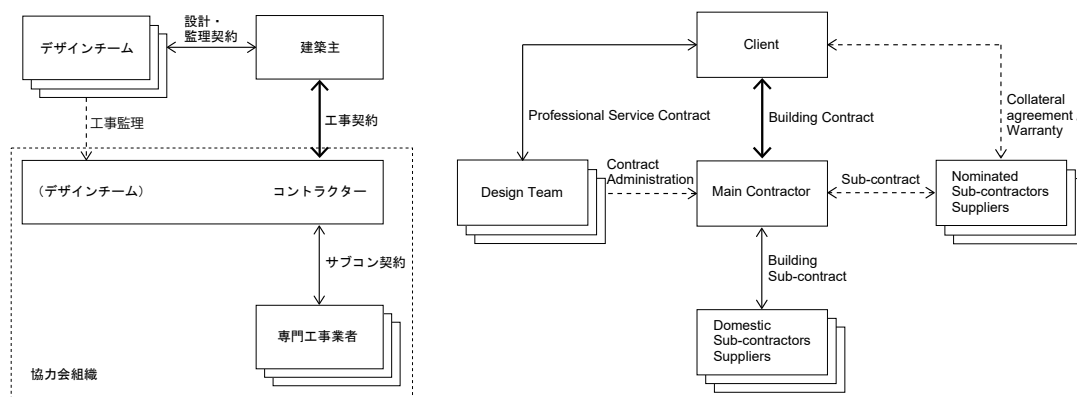 デザインチーム
設計・
監理契約
建築主
工事監理
工事契約
(デザインチーム)
コントラクター
サブコン契約
専門工事業者
協力会組織
Client
Professional Service Contract
Building Contract
Collateral
agreement
Warranty
Design Team
Contract
Administration
Main Contractor
Sub-contract
Nominated
Sub-contractors
Suppliers
Building
Sub-contract
Domestic
Sub-contractors
Suppliers